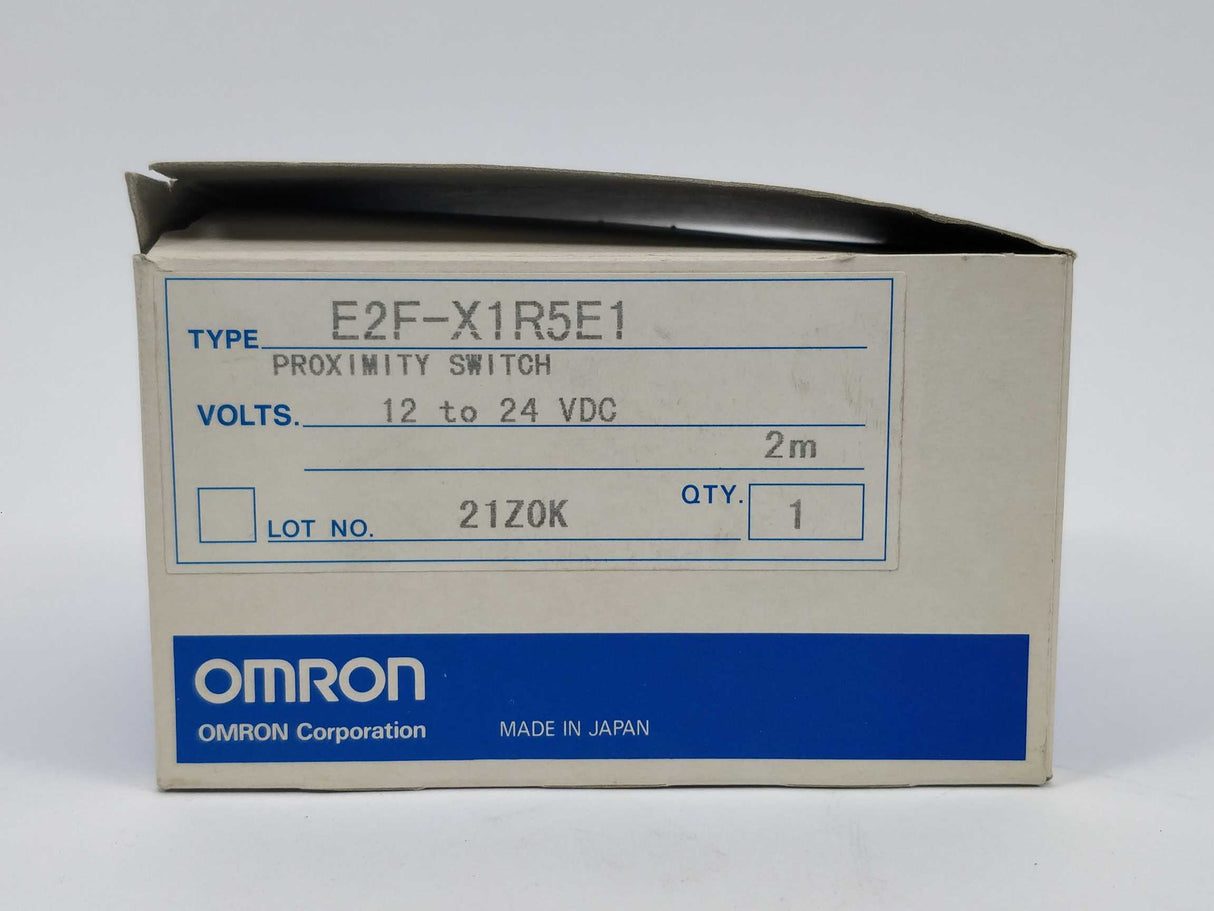 TYPE E2F-X1R5E1
PROXIMITY SWITCH
VOLTS. 12 to 24 VDC
2m
LOT NO. 21Z0K QTY. 1
OMRON
OMRON Corporation MADE IN JAPAN